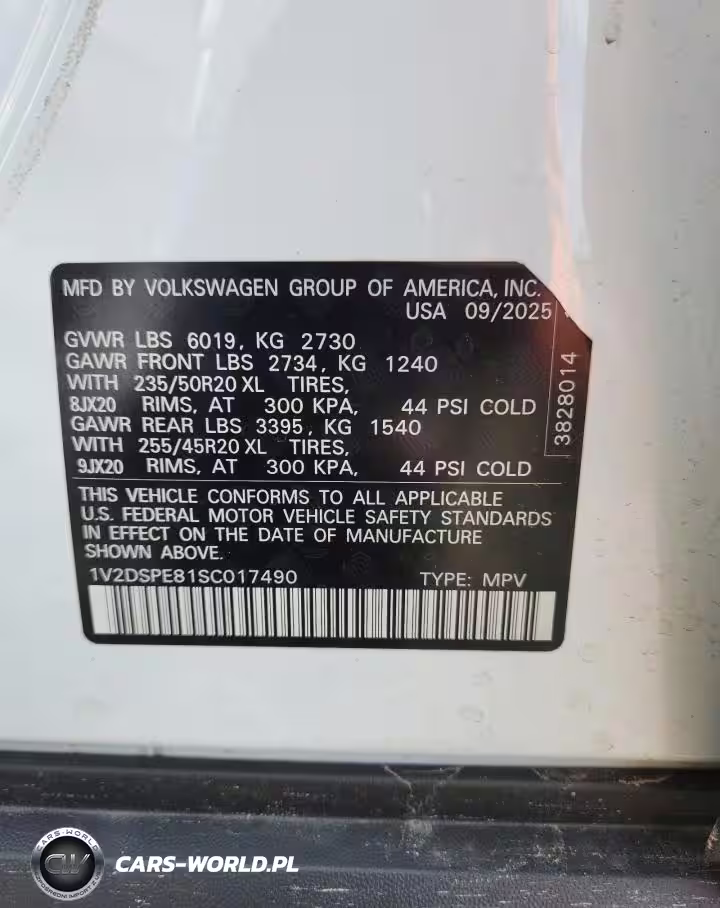 MFD BY VOLKSWAGEN GROUP OF AMERICA, INC.
USA 09/2025
GVWR LBS 6019, KG 2730
GAWR FRONT LBS 2734, KG 1240
WITH 235/50R20 XL TIRES,
8JX20 RIMS, AT 300 KPA, 44 PSI COLD
GAWR REAR LBS 3395, KG 1540
WITH 255/45R20 XL TIRES,
9JX20 RIMS, AT 300 KPA, 44 PSI COLD
3828014
THIS VEHICLE CONFORMS TO ALL APPLICABLE
U.S. FEDERAL MOTOR VEHICLE SAFETY STANDARDS
IN EFFECT ON THE DATE OF MANUFACTURE
SHOWN ABOVE.
1V2DSPE81SC017490 TYPE: MPV
CARS-WORLD
CW
CARS-WORLD.PL